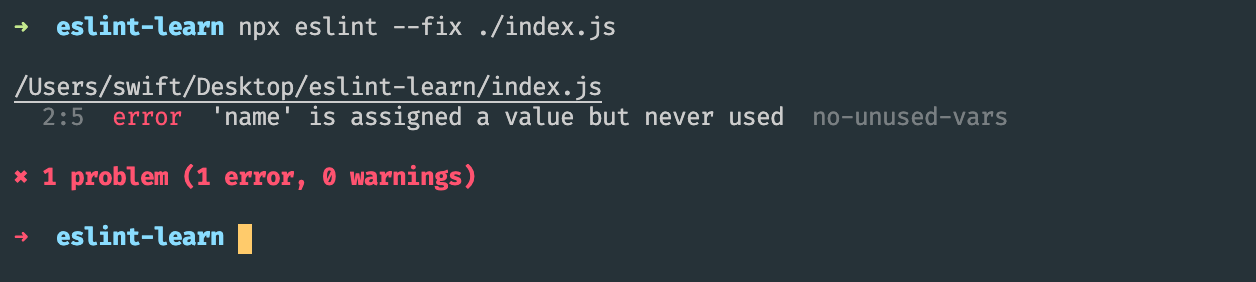 ➜ eslint-learn npx eslint --fix ./index.js
/Users/swift/Desktop/eslint-learn/index.js
2:5 error 'name' is assigned a value but never used no-unused-vars
✖ 1 problem (1 error, 0 warnings)
➜ eslint-learn